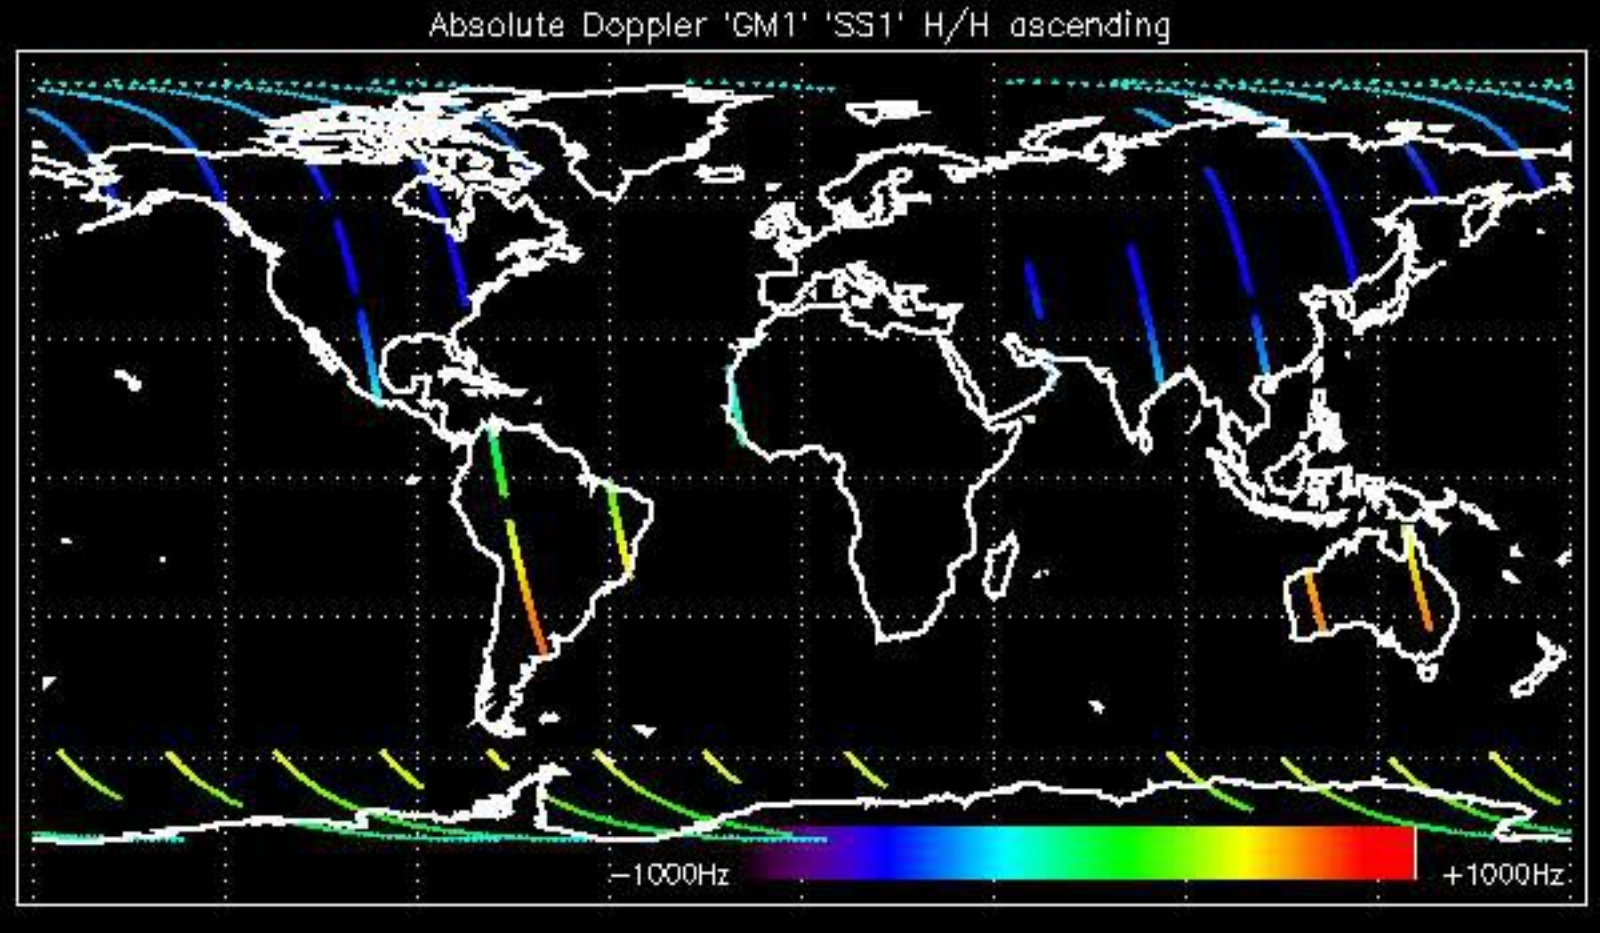 Absolute Doppler 'GM1' 'SS1' H/H ascending
−1000Hz
+1000Hz